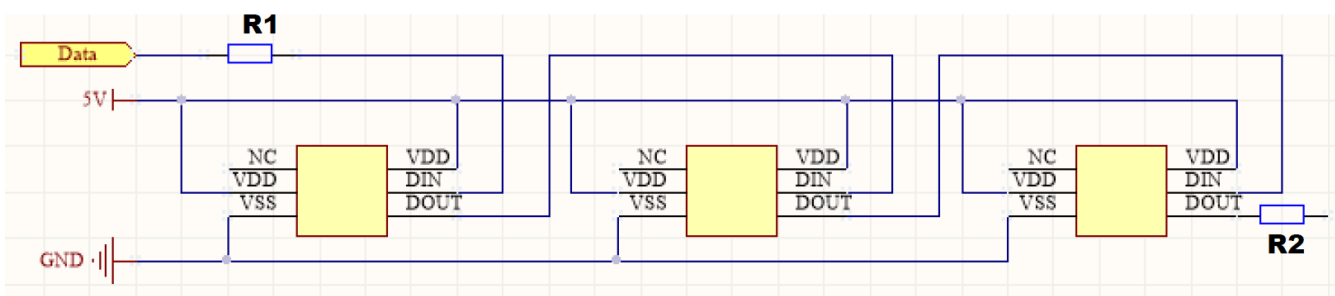 R1
Data
5V
NC VDD NC VDD NC VDD
VDD DIN VDD DIN VDD DIN
VSS DOUT VSS DOUT VSS DOUT
R2
GND